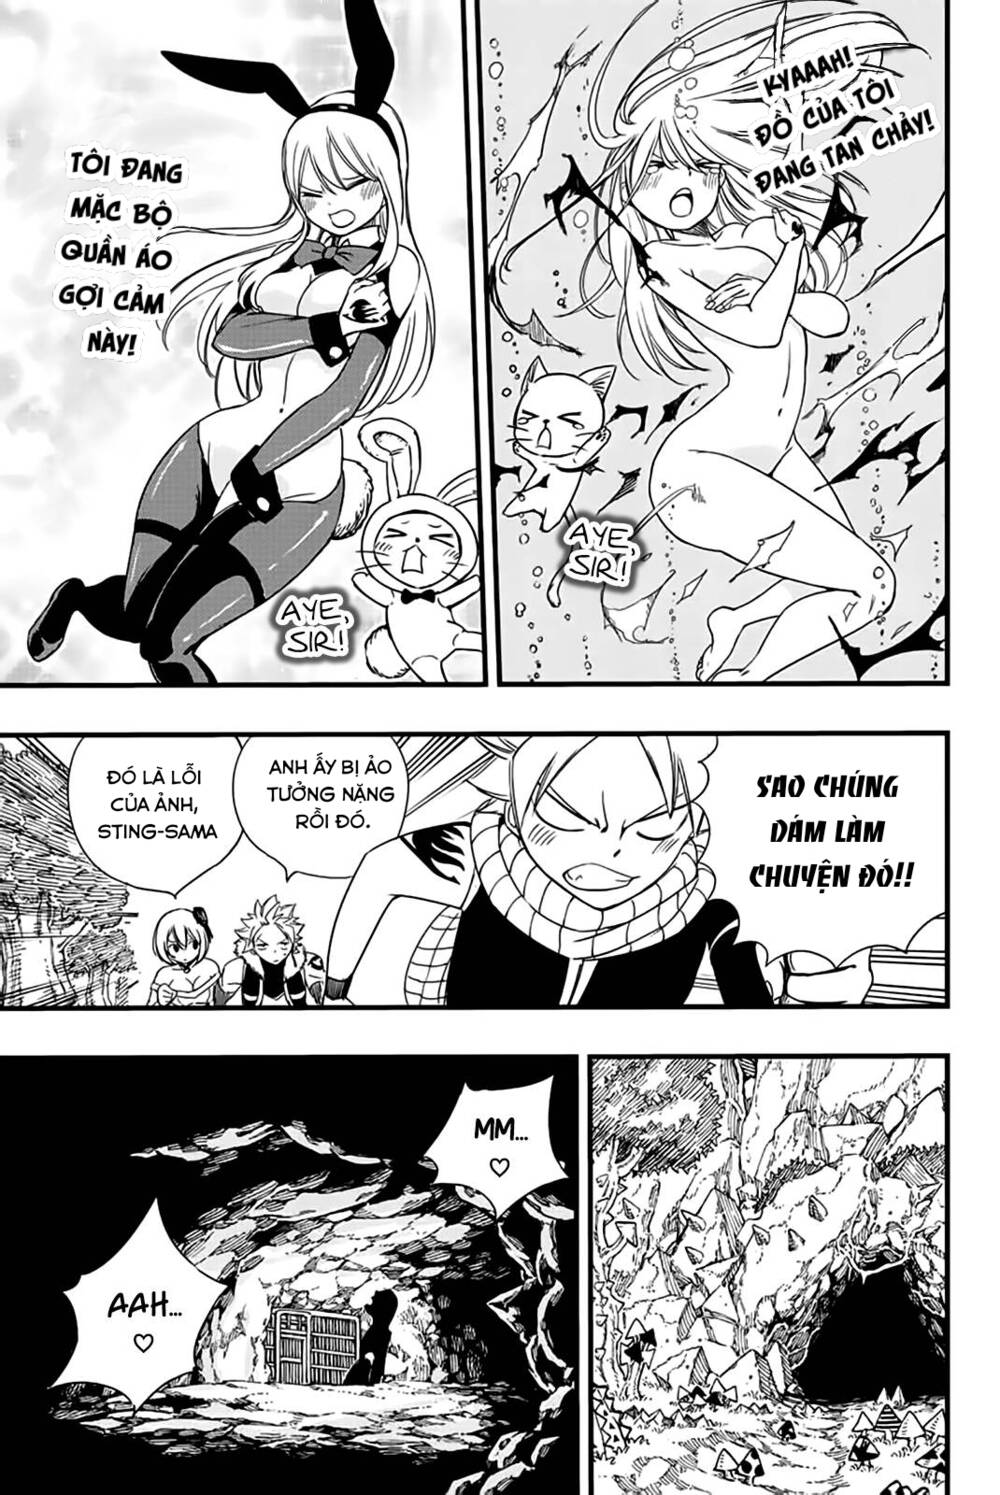 KYAAAH!
ĐỒ CỦA TÔI
ĐANG TAN CHẢY!
AYE,
SIR!
TÔI ĐANG
MẶC BỘ
QUẦN ÁO
GỢI CẢM
NÀY!
AYE,
SIR!
SAO CHÚNG
DÁM LÀM
CHUYỆN ĐÓ!!
ANH ẤY BỊ ẢO
TƯỞNG NẶNG
RỒI ĐÓ.
ĐÓ LÀ LỖI
CỦA ẢNH,
STING-SAMA
MM...
♡
AAH...
♡